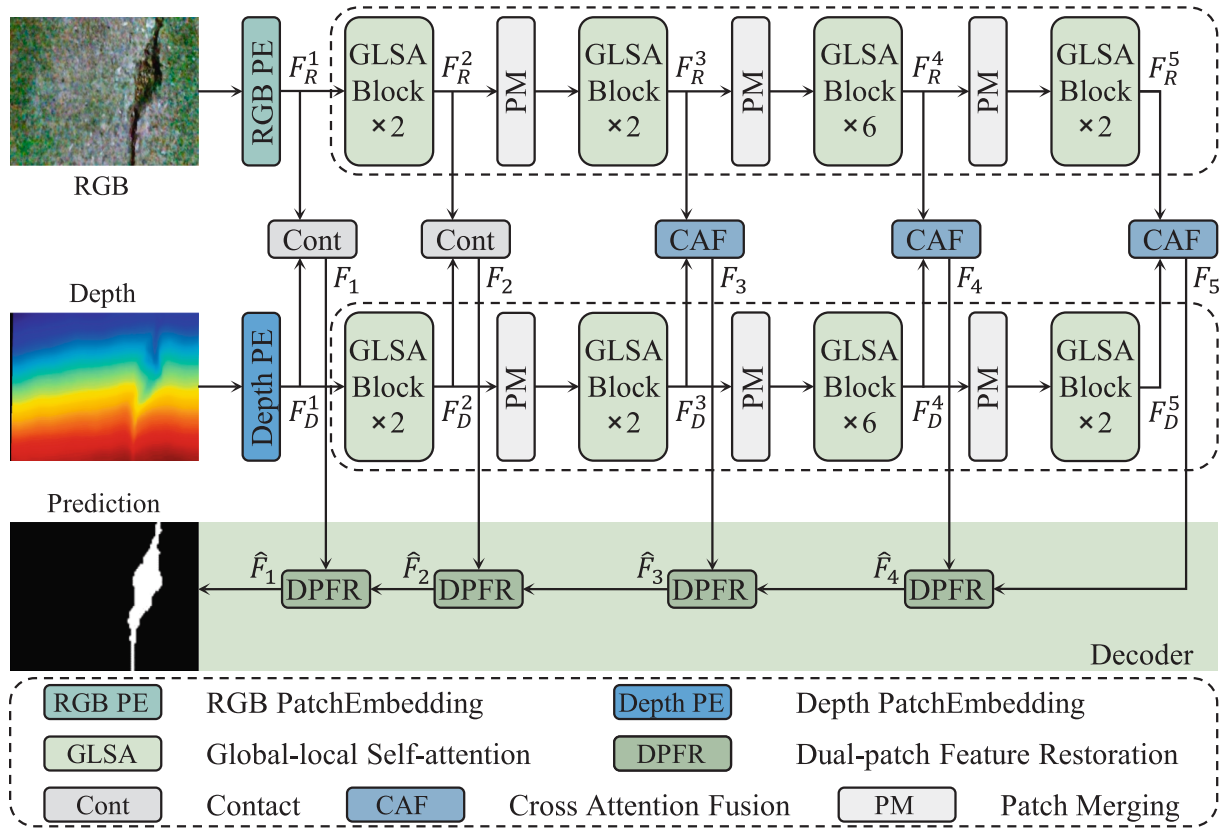 RGB
RGB PE
F_R^1
GLSA
Block
×2
F_R^2
PM
GLSA
Block
×2
F_R^3
PM
GLSA
Block
×6
F_R^4
PM
GLSA
Block
×2
F_R^5
Cont
Cont
CAF
CAF
CAF
F_1
F_2
F_3
F_4
F_5
Depth
Depth PE
F_D^1
GLSA
Block
×2
F_D^2
PM
GLSA
Block
×2
F_D^3
PM
GLSA
Block
×6
F_D^4
PM
GLSA
Block
×2
F_D^5
Prediction
F̂_1
DPFR
F̂_2
DPFR
F̂_3
DPFR
F̂_4
DPFR
Decoder
RGB PE RGB PatchEmbedding Depth PE Depth PatchEmbedding
GLSA Global-local Self-attention DPFR Dual-patch Feature Restoration
Cont Contact CAF Cross Attention Fusion PM Patch Merging